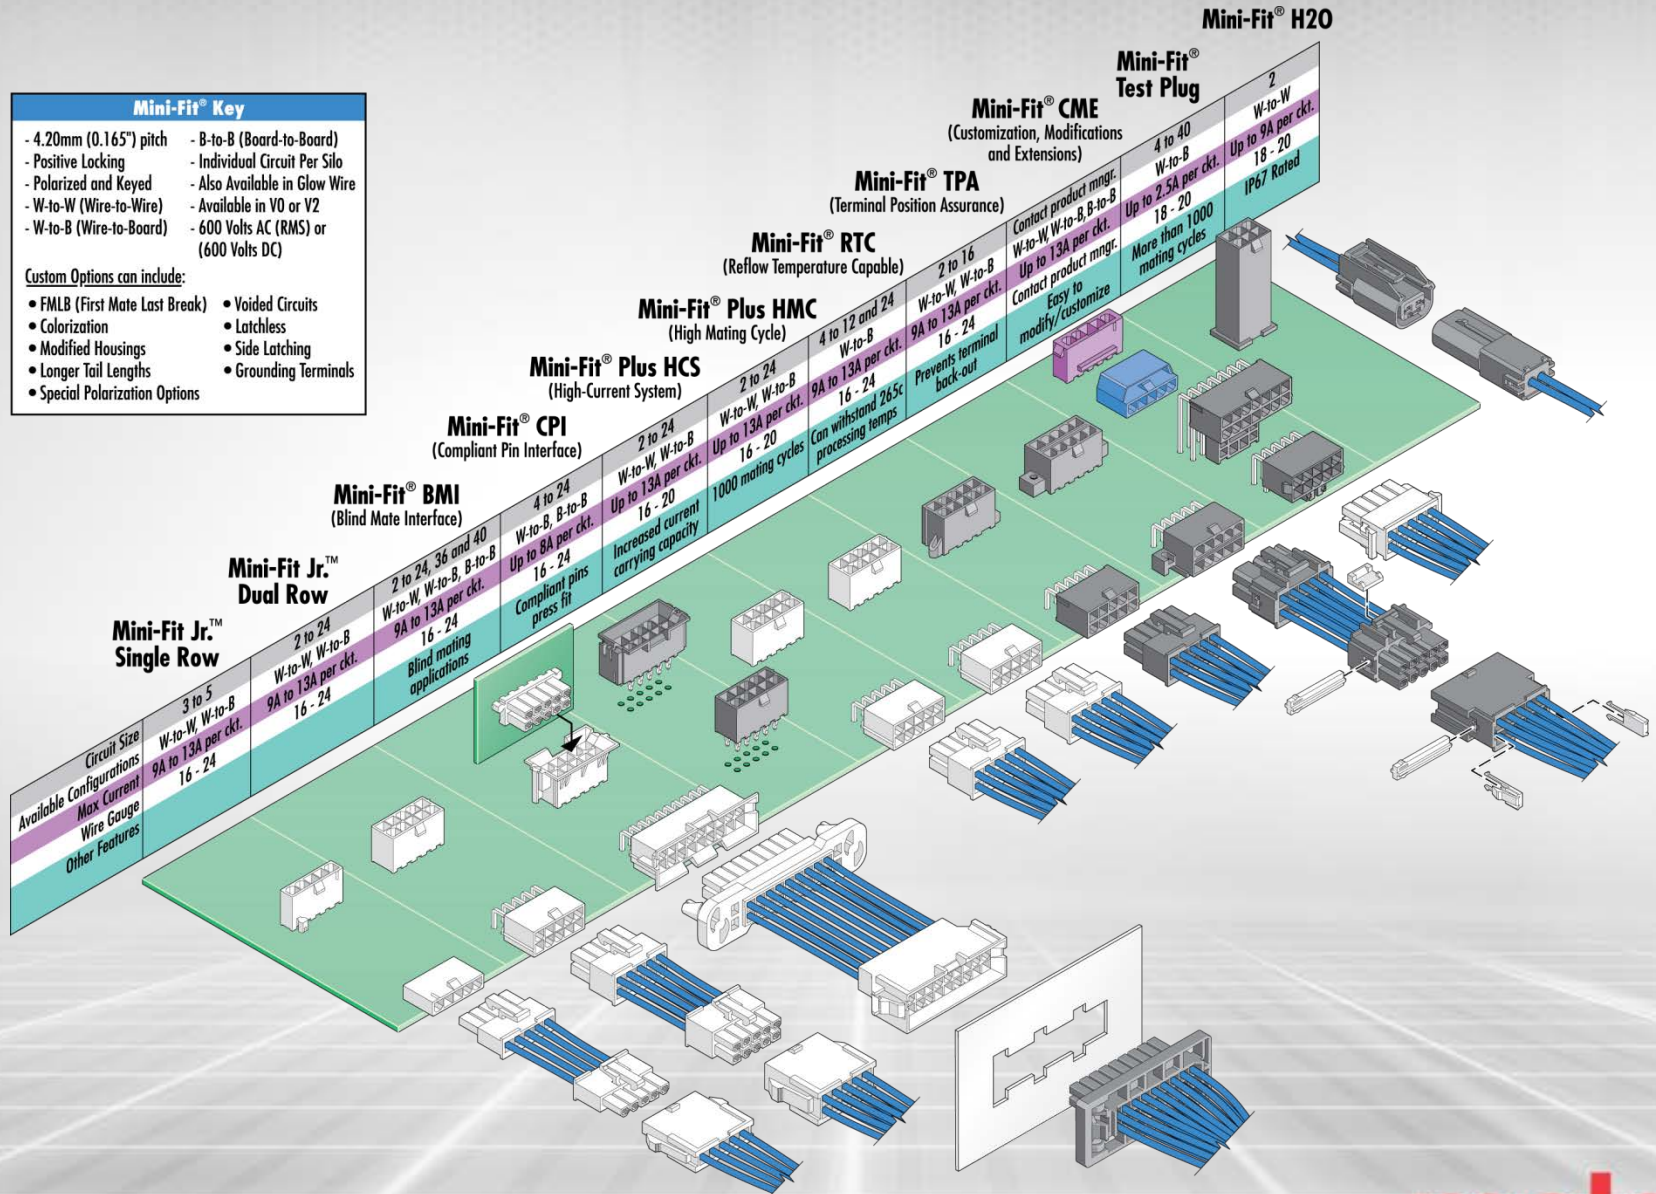 Mini-Fit® Key
- 4.20mm (0.165") pitch
- Positive Locking
- Polarized and Keyed
- W-to-W (Wire-to-Wire)
- W-to-B (Wire-to-Board)
- B-to-B (Board-to-Board)
- Individual Circuit Per Silo
- Also Available in Glow Wire
- Available in V0 or V2
- 600 Volts AC (RMS) or
(600 Volts DC)
Custom Options can include:
• FMLB (First Mate Last Break)
• Colorization
• Modified Housings
• Longer Tail Lengths
• Special Polarization Options
• Voided Circuits
• Latchless
• Side Latching
• Grounding Terminals
Circuit Size
Available Configurations
Max Current
Wire Gauge
Other Features
Mini-Fit Jr.™
Single Row
3 to 5
W-to-W, W-to-B
9A to 13A per ckt.
16 - 24
Mini-Fit Jr.™
Dual Row
2 to 24
W-to-W, W-to-B
9A to 13A per ckt.
16 - 24
Mini-Fit® BMI
(Blind Mate Interface)
2 to 24, 36 and 40
W-to-W, W-to-B, B-to-B
9A to 13A per ckt.
16 - 24
Blind mating
applications
Mini-Fit® CPI
(Compliant Pin Interface)
4 to 24
W-to-B, B-to-B
Up to 8A per ckt.
16 - 24
Compliant pins
press fit
Mini-Fit® Plus HCS
(High-Current System)
2 to 24
W-to-W, W-to-B
Up to 13A per ckt.
16 - 20
Increased current
carrying capacity
Mini-Fit® Plus HMC
(High Mating Cycle)
2 to 24
W-to-W, W-to-B
Up to 13A per ckt.
16 - 20
1000 mating cycles
Mini-Fit® RTC
(Reflow Temperature Capable)
4 to 12 and 24
W-to-B
9A to 13A per ckt.
16 - 24
Can withstand 265c
processing temps
Mini-Fit® TPA
(Terminal Position Assurance)
2 to 16
W-to-W, W-to-B
9A to 13A per ckt.
16 - 24
Prevents terminal
back-out
Mini-Fit® CME
(Customization, Modifications
and Extensions)
Contact product mngr.
W-to-W, W-to-B, B-to-B
Up to 13A per ckt.
Contact product mngr.
Easy to
modify/customize
Mini-Fit®
Test Plug
4 to 40
W-to-B
Up to 2.5A per ckt.
18 - 20
More than 1000
mating cycles
Mini-Fit® H2O
2
W-to-W
Up to 9A per ckt.
18 - 20
IP67 Rated